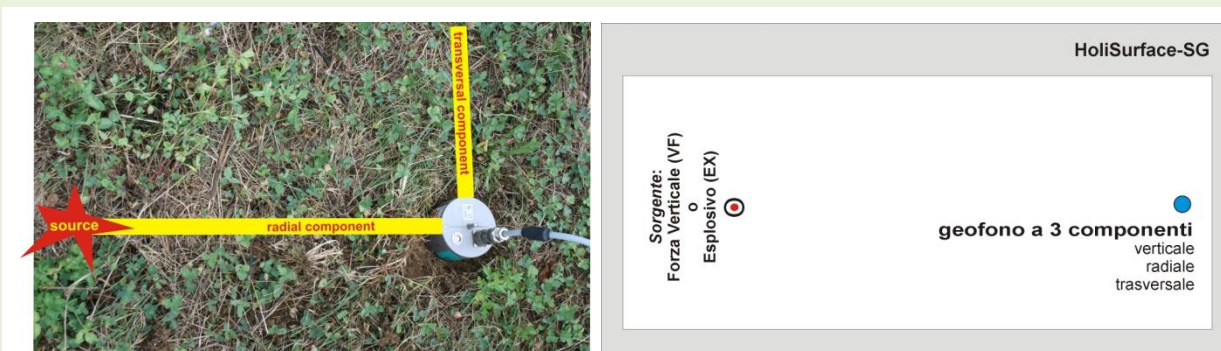 transversal component
source
radial component
HoliSurface-SG
Sorgente:
Forza Verticale (VF)
o
Esplosivo (EX)
geofono a 3 componenti
verticale
radiale
trasversale